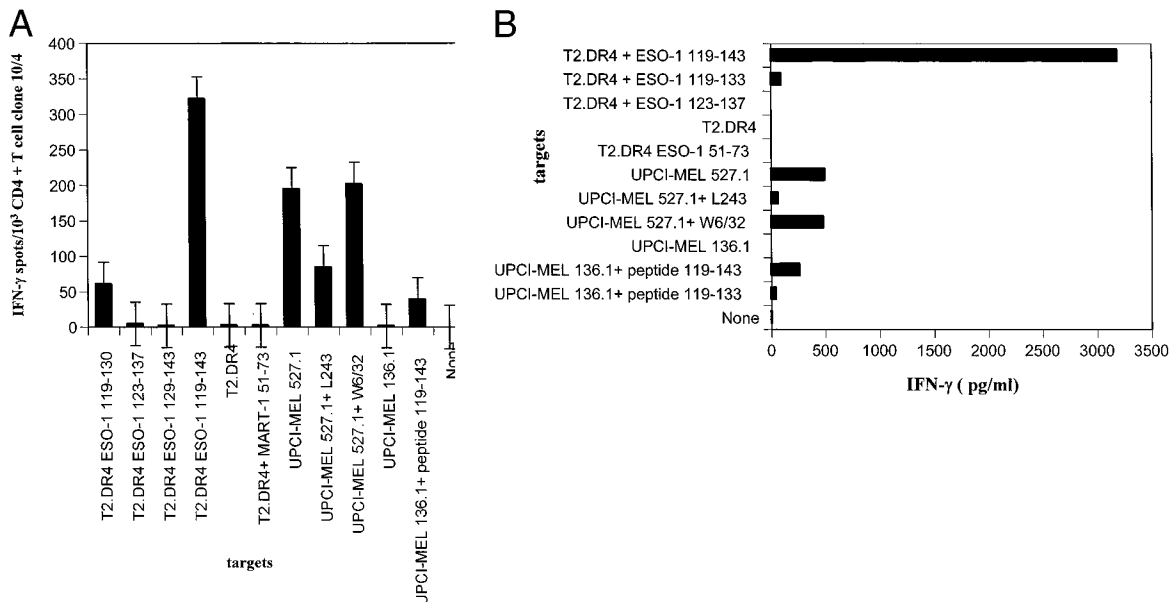 A
400
350
300
250
200
150
100
50
0
IFN-γ spots/10³ CD4 + T cell clone 10/4
T2.DR4 ESO-1 119-130
T2.DR4 ESO-1 123-137
T2.DR4 ESO-1 129-143
T2.DR4 ESO-1 119-143
T2.DR4
T2.DR4+ MART-1 51-73
UPCI-MEL 527.1
UPCI-MEL 527.1+ L243
UPCI-MEL 527.1+ W6/32
UPCI-MEL 136.1
UPCI-MEL 136.1+ peptide 119-143
None
targets
B
targets
T2.DR4 + ESO-1 119-143
T2.DR4 + ESO-1 119-133
T2.DR4 + ESO-1 123-137
T2.DR4
T2.DR4 ESO-1 51-73
UPCI-MEL 527.1
UPCI-MEL 527.1+ L243
UPCI-MEL 527.1+ W6/32
UPCI-MEL 136.1
UPCI-MEL 136.1+ peptide 119-143
UPCI-MEL 136.1+ peptide 119-133
None
0 500 1000 1500 2000 2500 3000 3500
IFN-γ ( pg/ml)